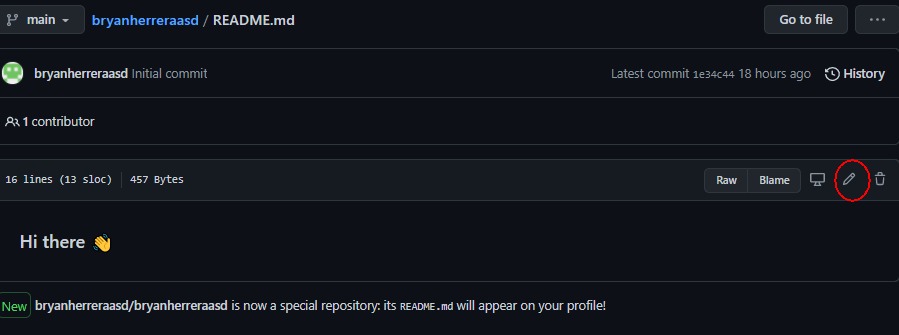 main
bryanherreraasd / README.md
Go to file
bryanherreraasd Initial commit
Latest commit 1e34c44 18 hours ago
History
1 contributor
16 lines (13 sloc)
457 Bytes
Raw
Blame
Hi there 👋
New bryanherreraasd/bryanherreraasd is now a special repository: its README.md will appear on your profile!